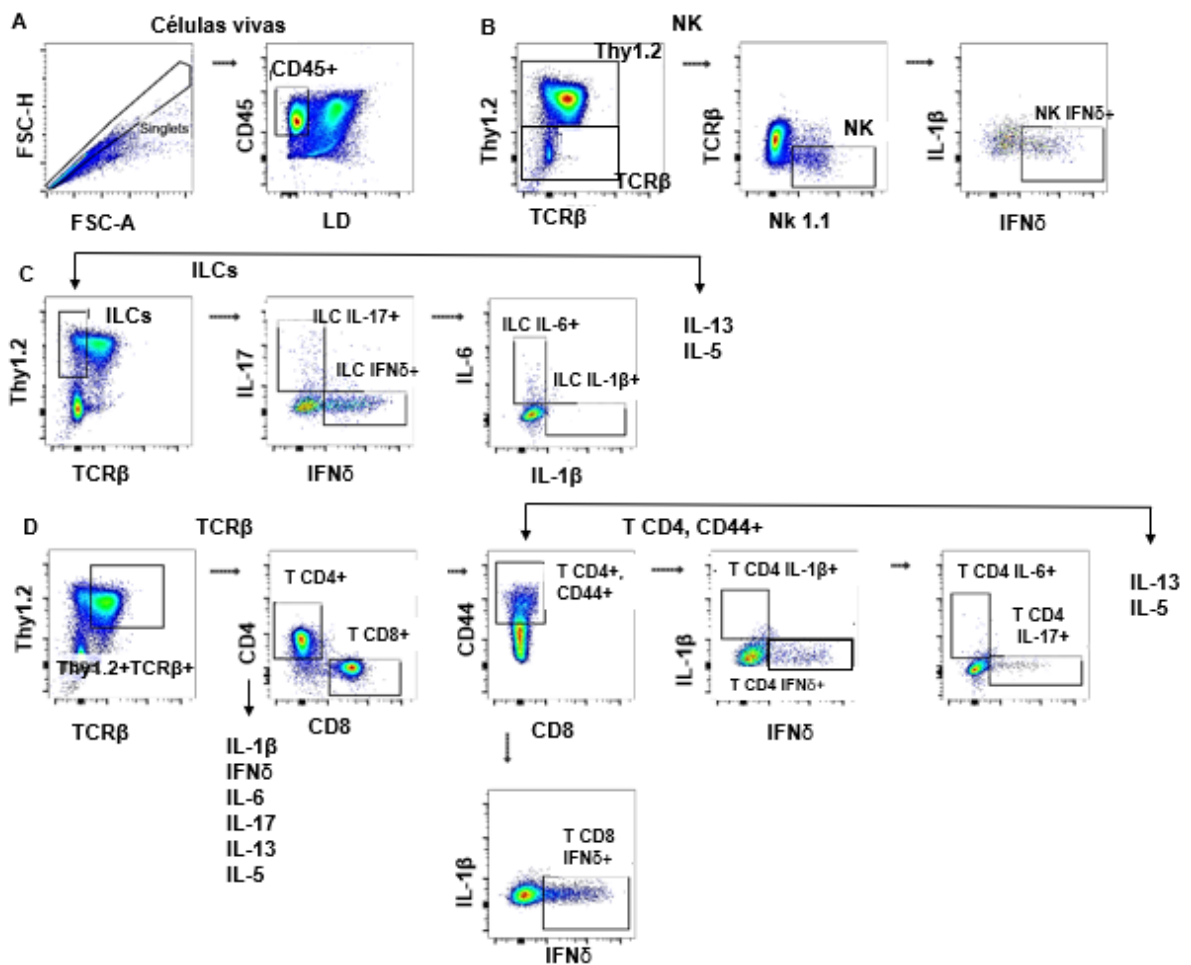 A
Células vivas
FSC-H
Singlets
FSC-A
CD45+
CD45
LD
B
NK
Thy1.2
Thy1.2
TCRβ
TCRβ
TCRβ
NK
Nk 1.1
IL-1β
NK IFNδ+
IFNδ
C
ILCs
Thy1.2
ILCs
TCRβ
IL-17
ILC IL-17+
ILC IFNδ+
IFNδ
IL-6
ILC IL-6+
ILC IL-1β+
IL-1β
IL-13
IL-5
D
TCRβ
T CD4, CD44+
Thy1.2
Thy1.2+TCRβ+
TCRβ
CD4
T CD4+
T CD8+
CD8
IL-1β
IFNδ
IL-6
IL-17
IL-13
IL-5
CD44
T CD4+,
CD44+
CD8
IL-1β
T CD4 IL-1β+
T CD4 IFNδ+
IFNδ
T CD4 IL-6+
T CD4
IL-17+
IL-13
IL-5
IL-1β
T CD8
IFNδ+
IFNδ